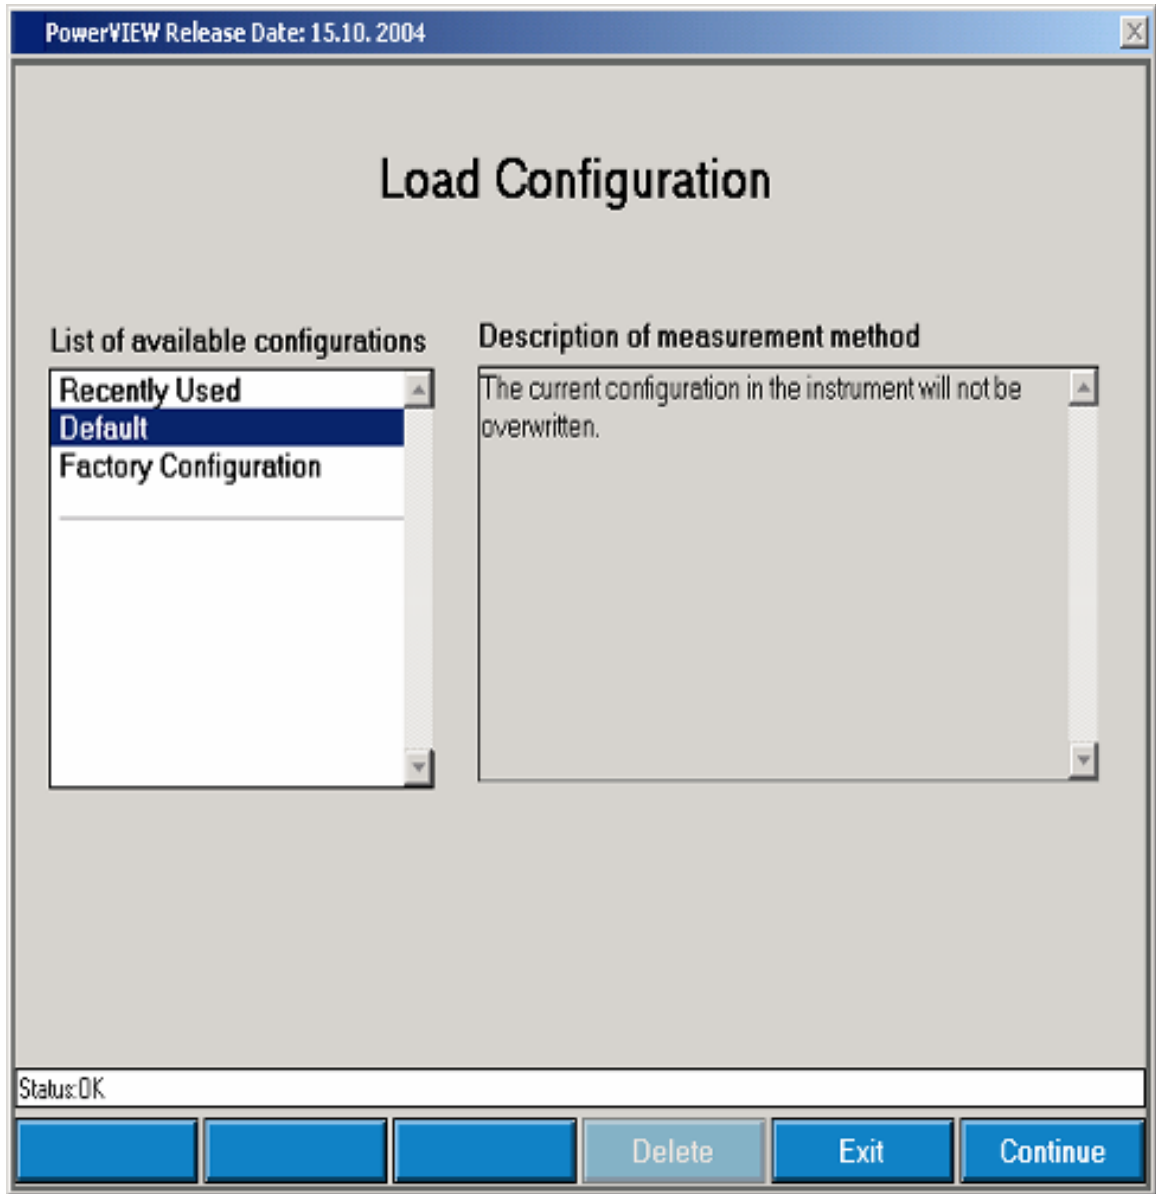 PowerVIEW Release Date: 15.10. 2004
Load Configuration
List of available configurations
Recently Used
Default
Factory Configuration
Description of measurement method
The current configuration in the instrument will not be
overwritten.
Status:OK
Delete
Exit
Continue